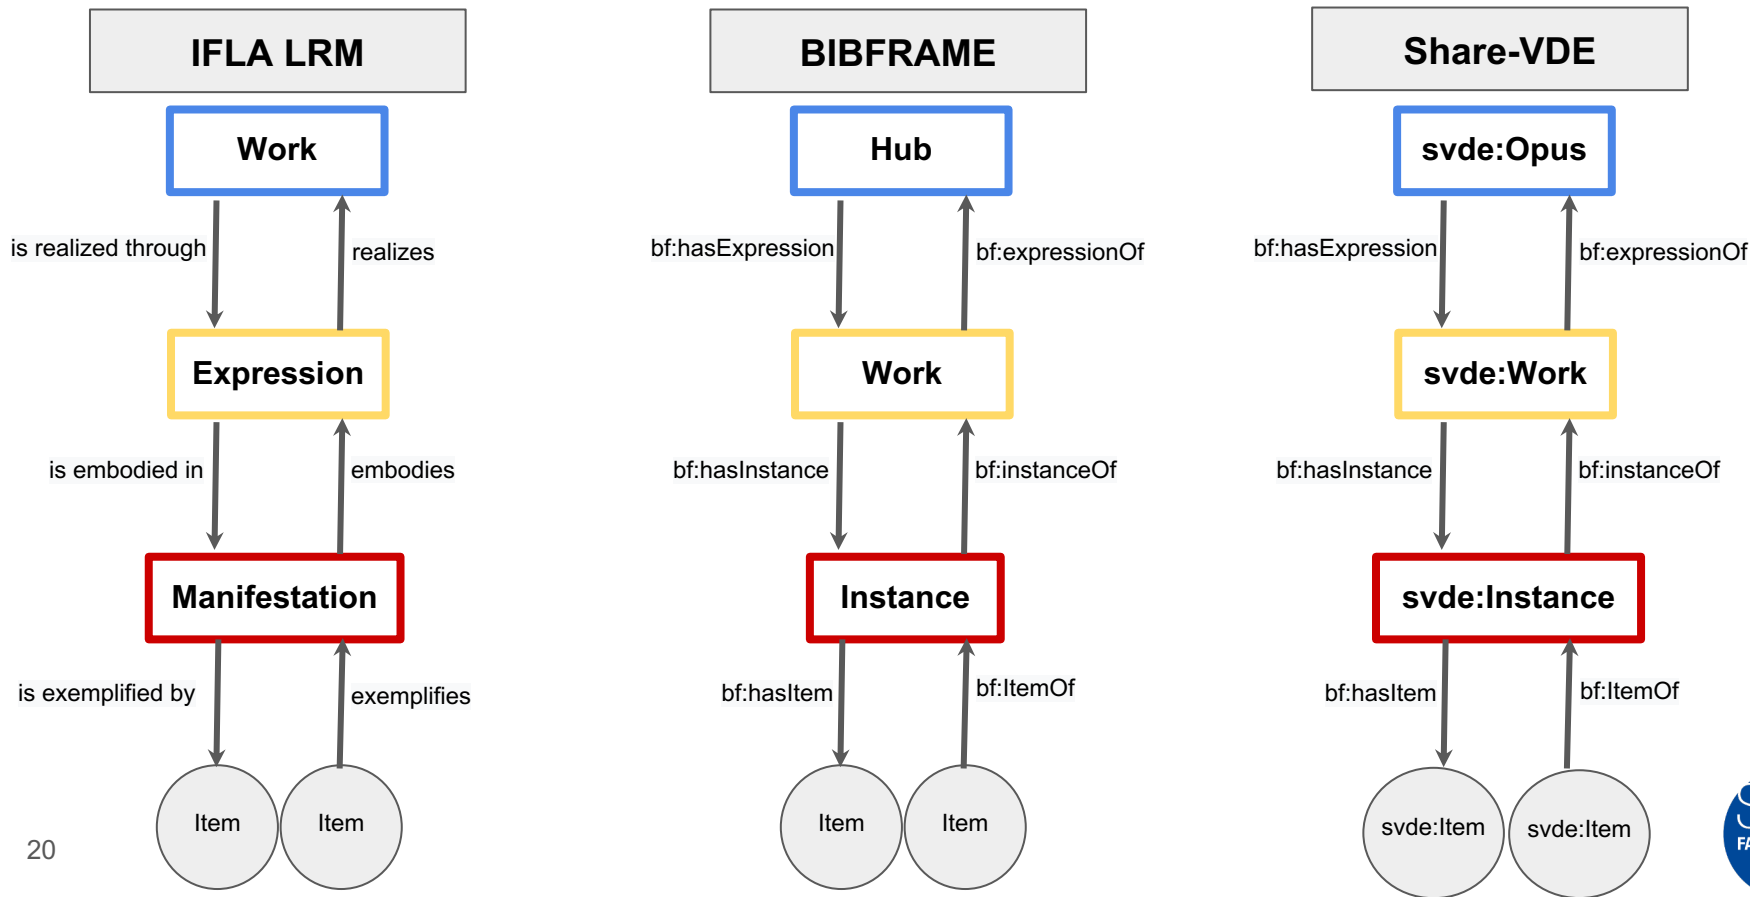 IFLA LRM
BIBFRAME
Share-VDE
Work
Hub
svde:Opus
is realized through
realizes
bf:hasExpression
bf:expressionOf
bf:hasExpression
bf:expressionOf
Expression
Work
svde:Work
is embodied in
embodies
bf:hasInstance
bf:instanceOf
bf:hasInstance
bf:instanceOf
Manifestation
Instance
svde:Instance
is exemplified by
exemplifies
bf:hasItem
bf:ItemOf
bf:hasItem
bf:ItemOf
Item
Item
Item
Item
svde:Item
svde:Item
20